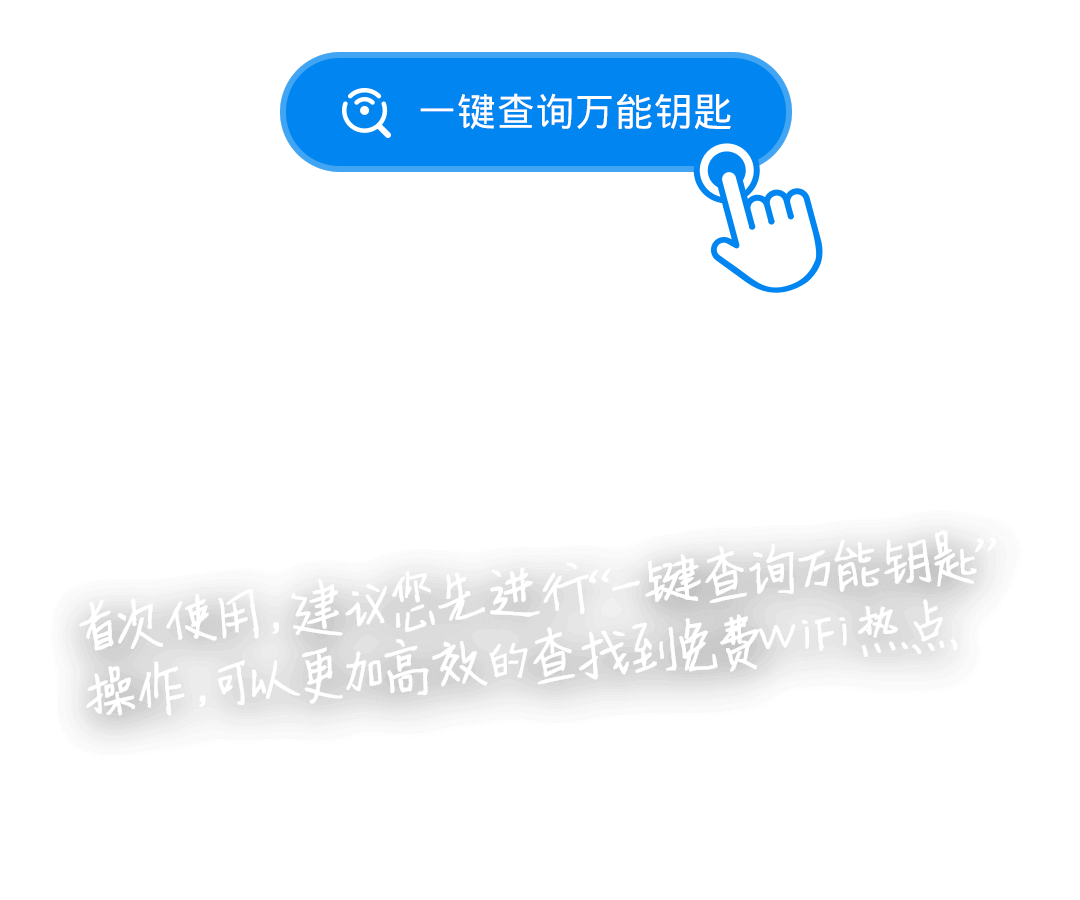 一键查询万能钥匙
首次使用，建议您先进行“一键查询万能钥匙”
操作，可以更加高效的查找到免费WiFi热点